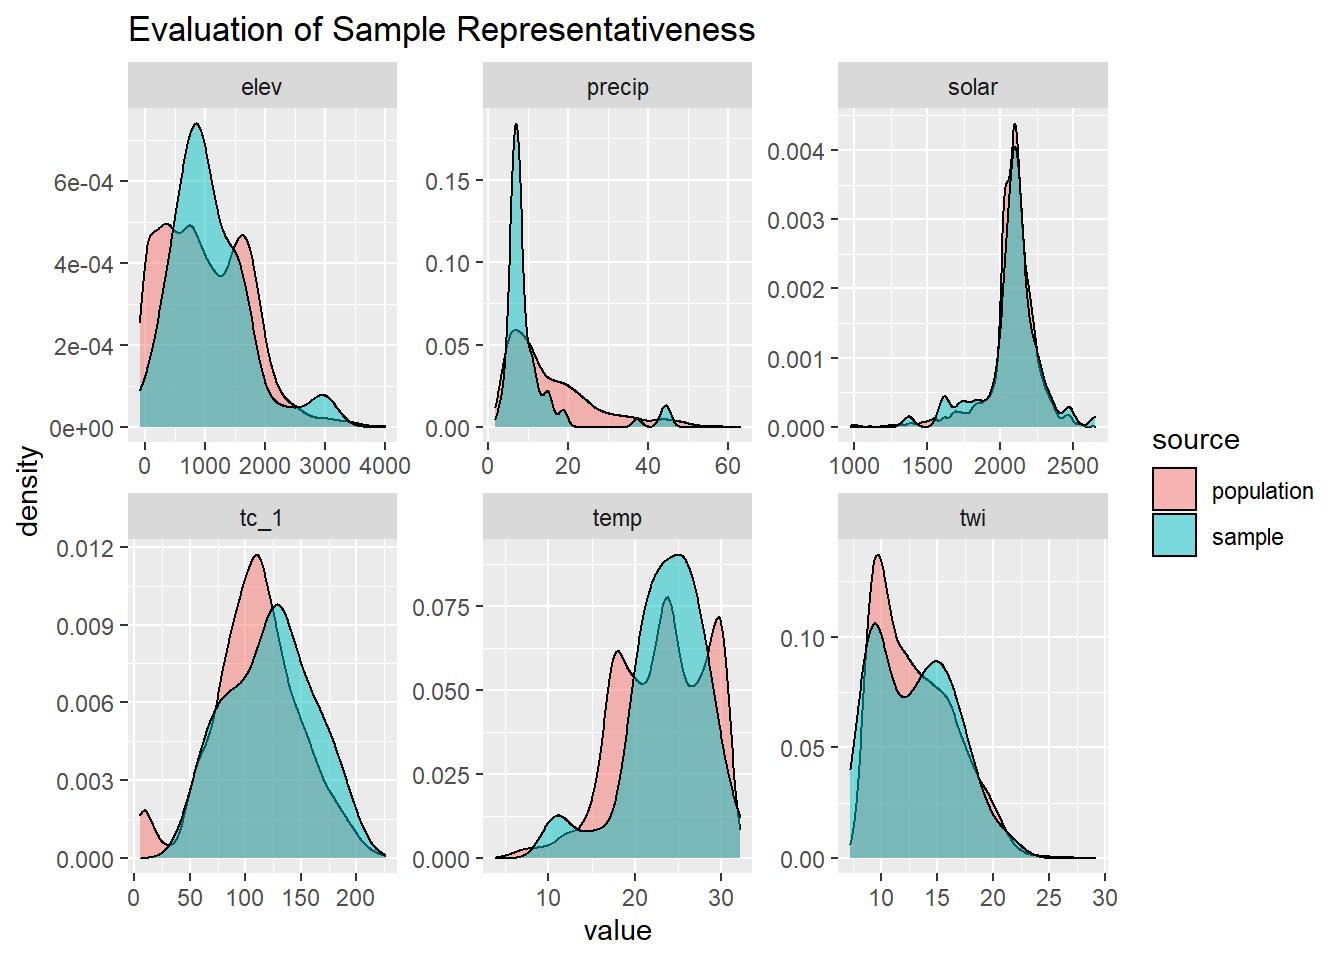 Evaluation of Sample Representativeness
elev
precip
solar
6e-04
4e-04
2e-04
0e+00
0 1000 2000 3000 4000
0.15
0.10
0.05
0.00
0 20 40 60
0.004
0.003
0.002
0.001
0.000
1000 1500 2000 2500
density
tc_1
temp
twi
0.012
0.009
0.006
0.003
0.000
0 50 100 150 200
0.075
0.050
0.025
0.000
10 20 30
0.10
0.05
0.00
10 15 20 25 30
value
source
population
sample